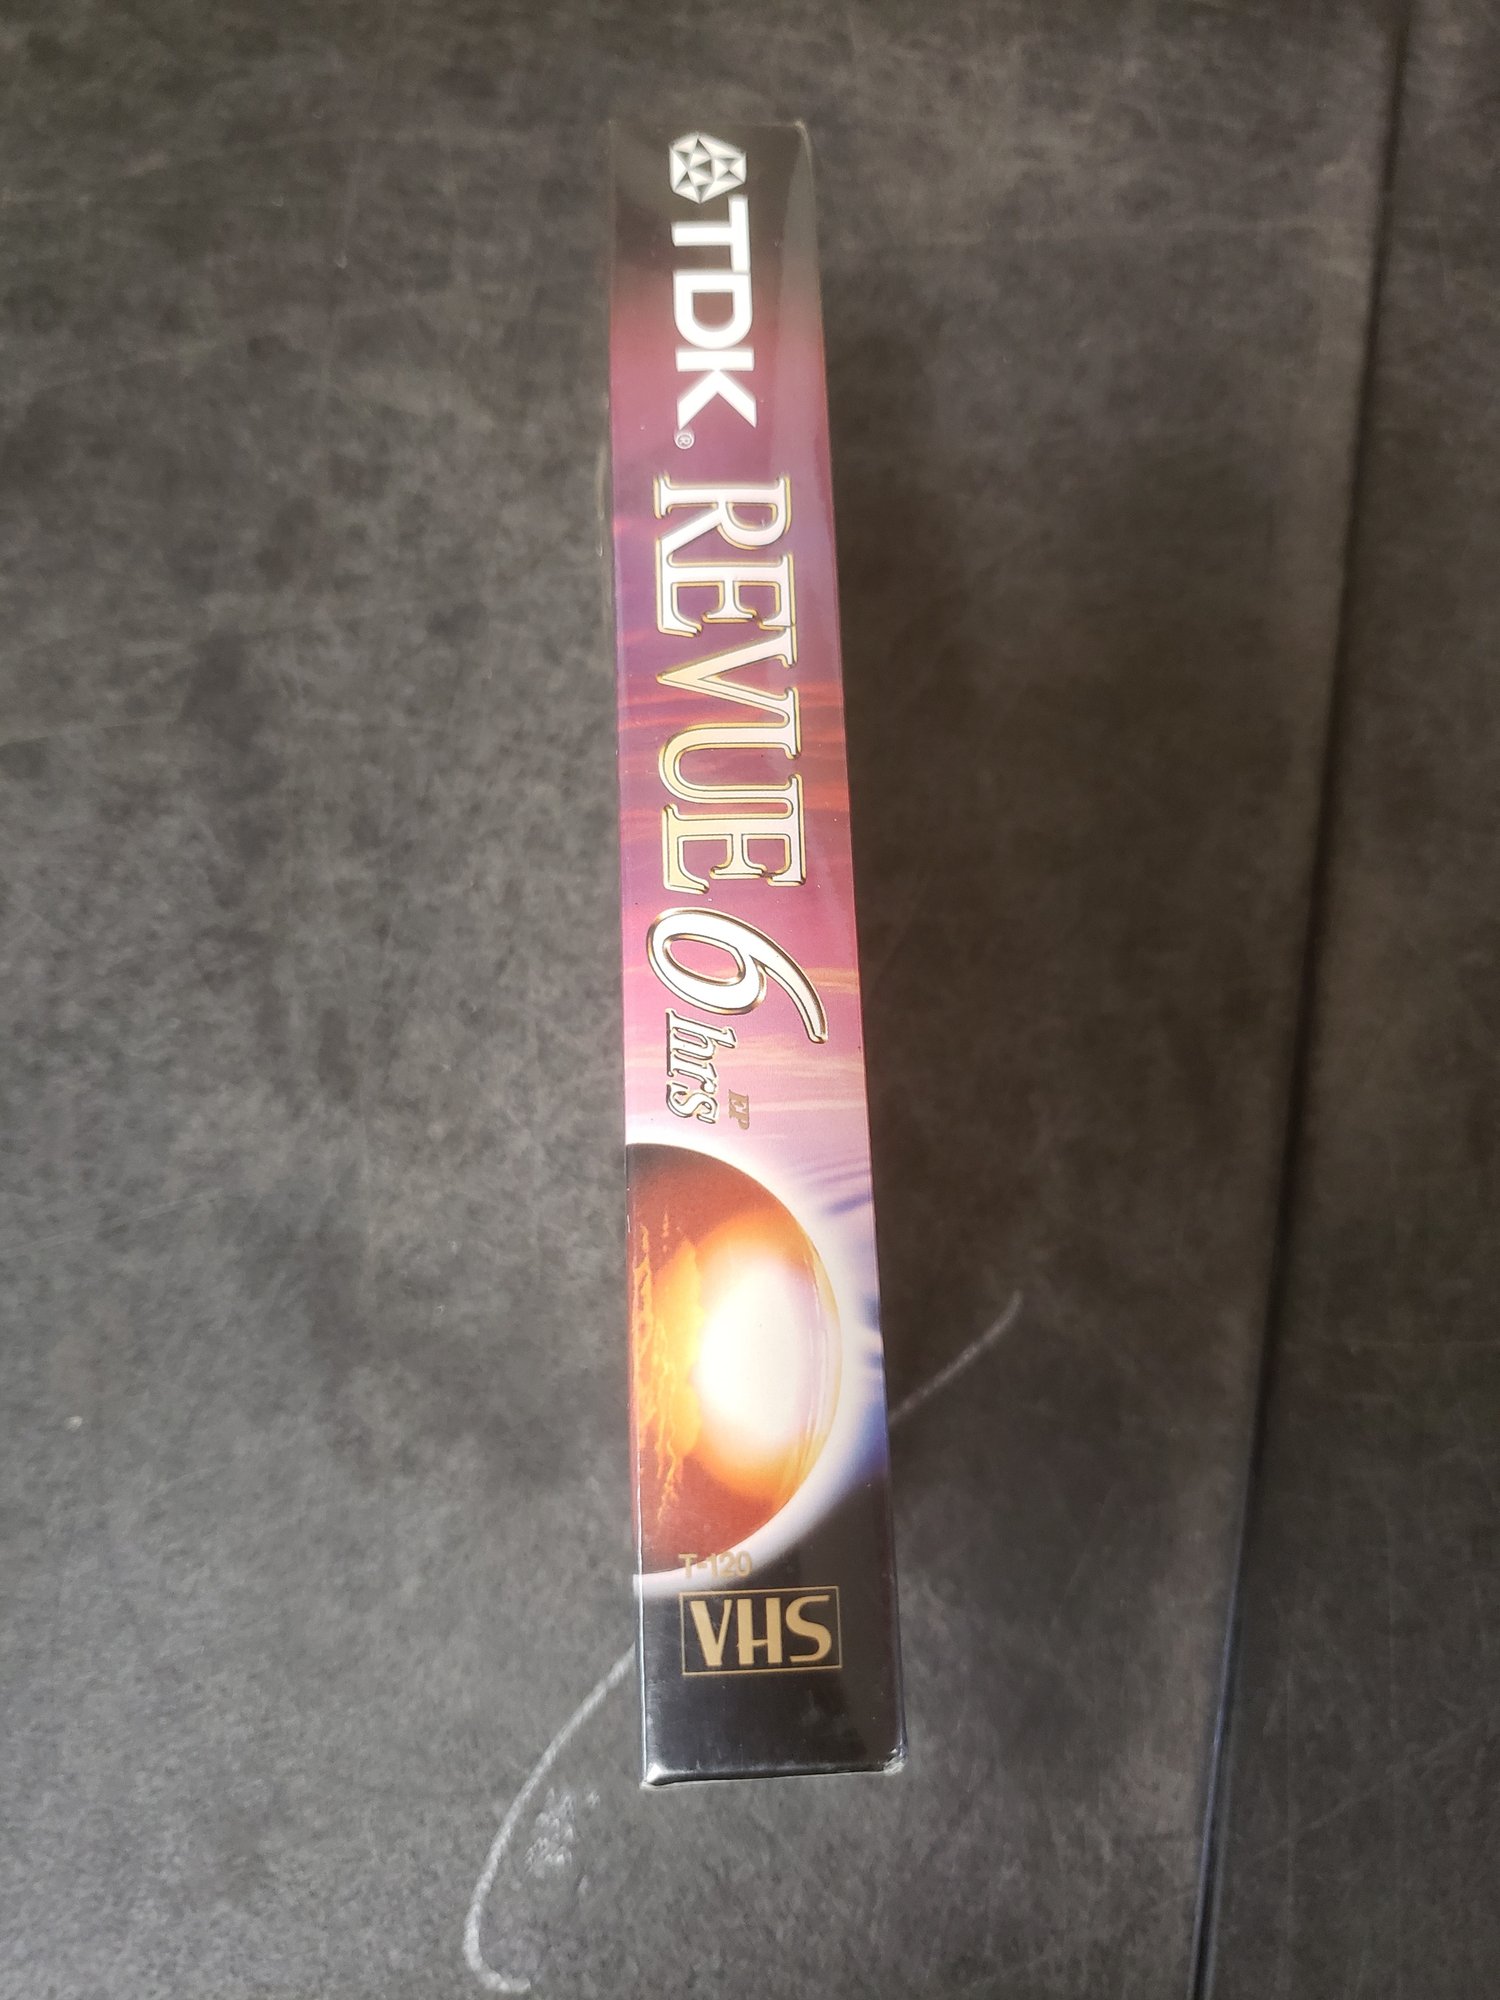 TDK®
REVUE 6 hrs
EP
T-120
VHS